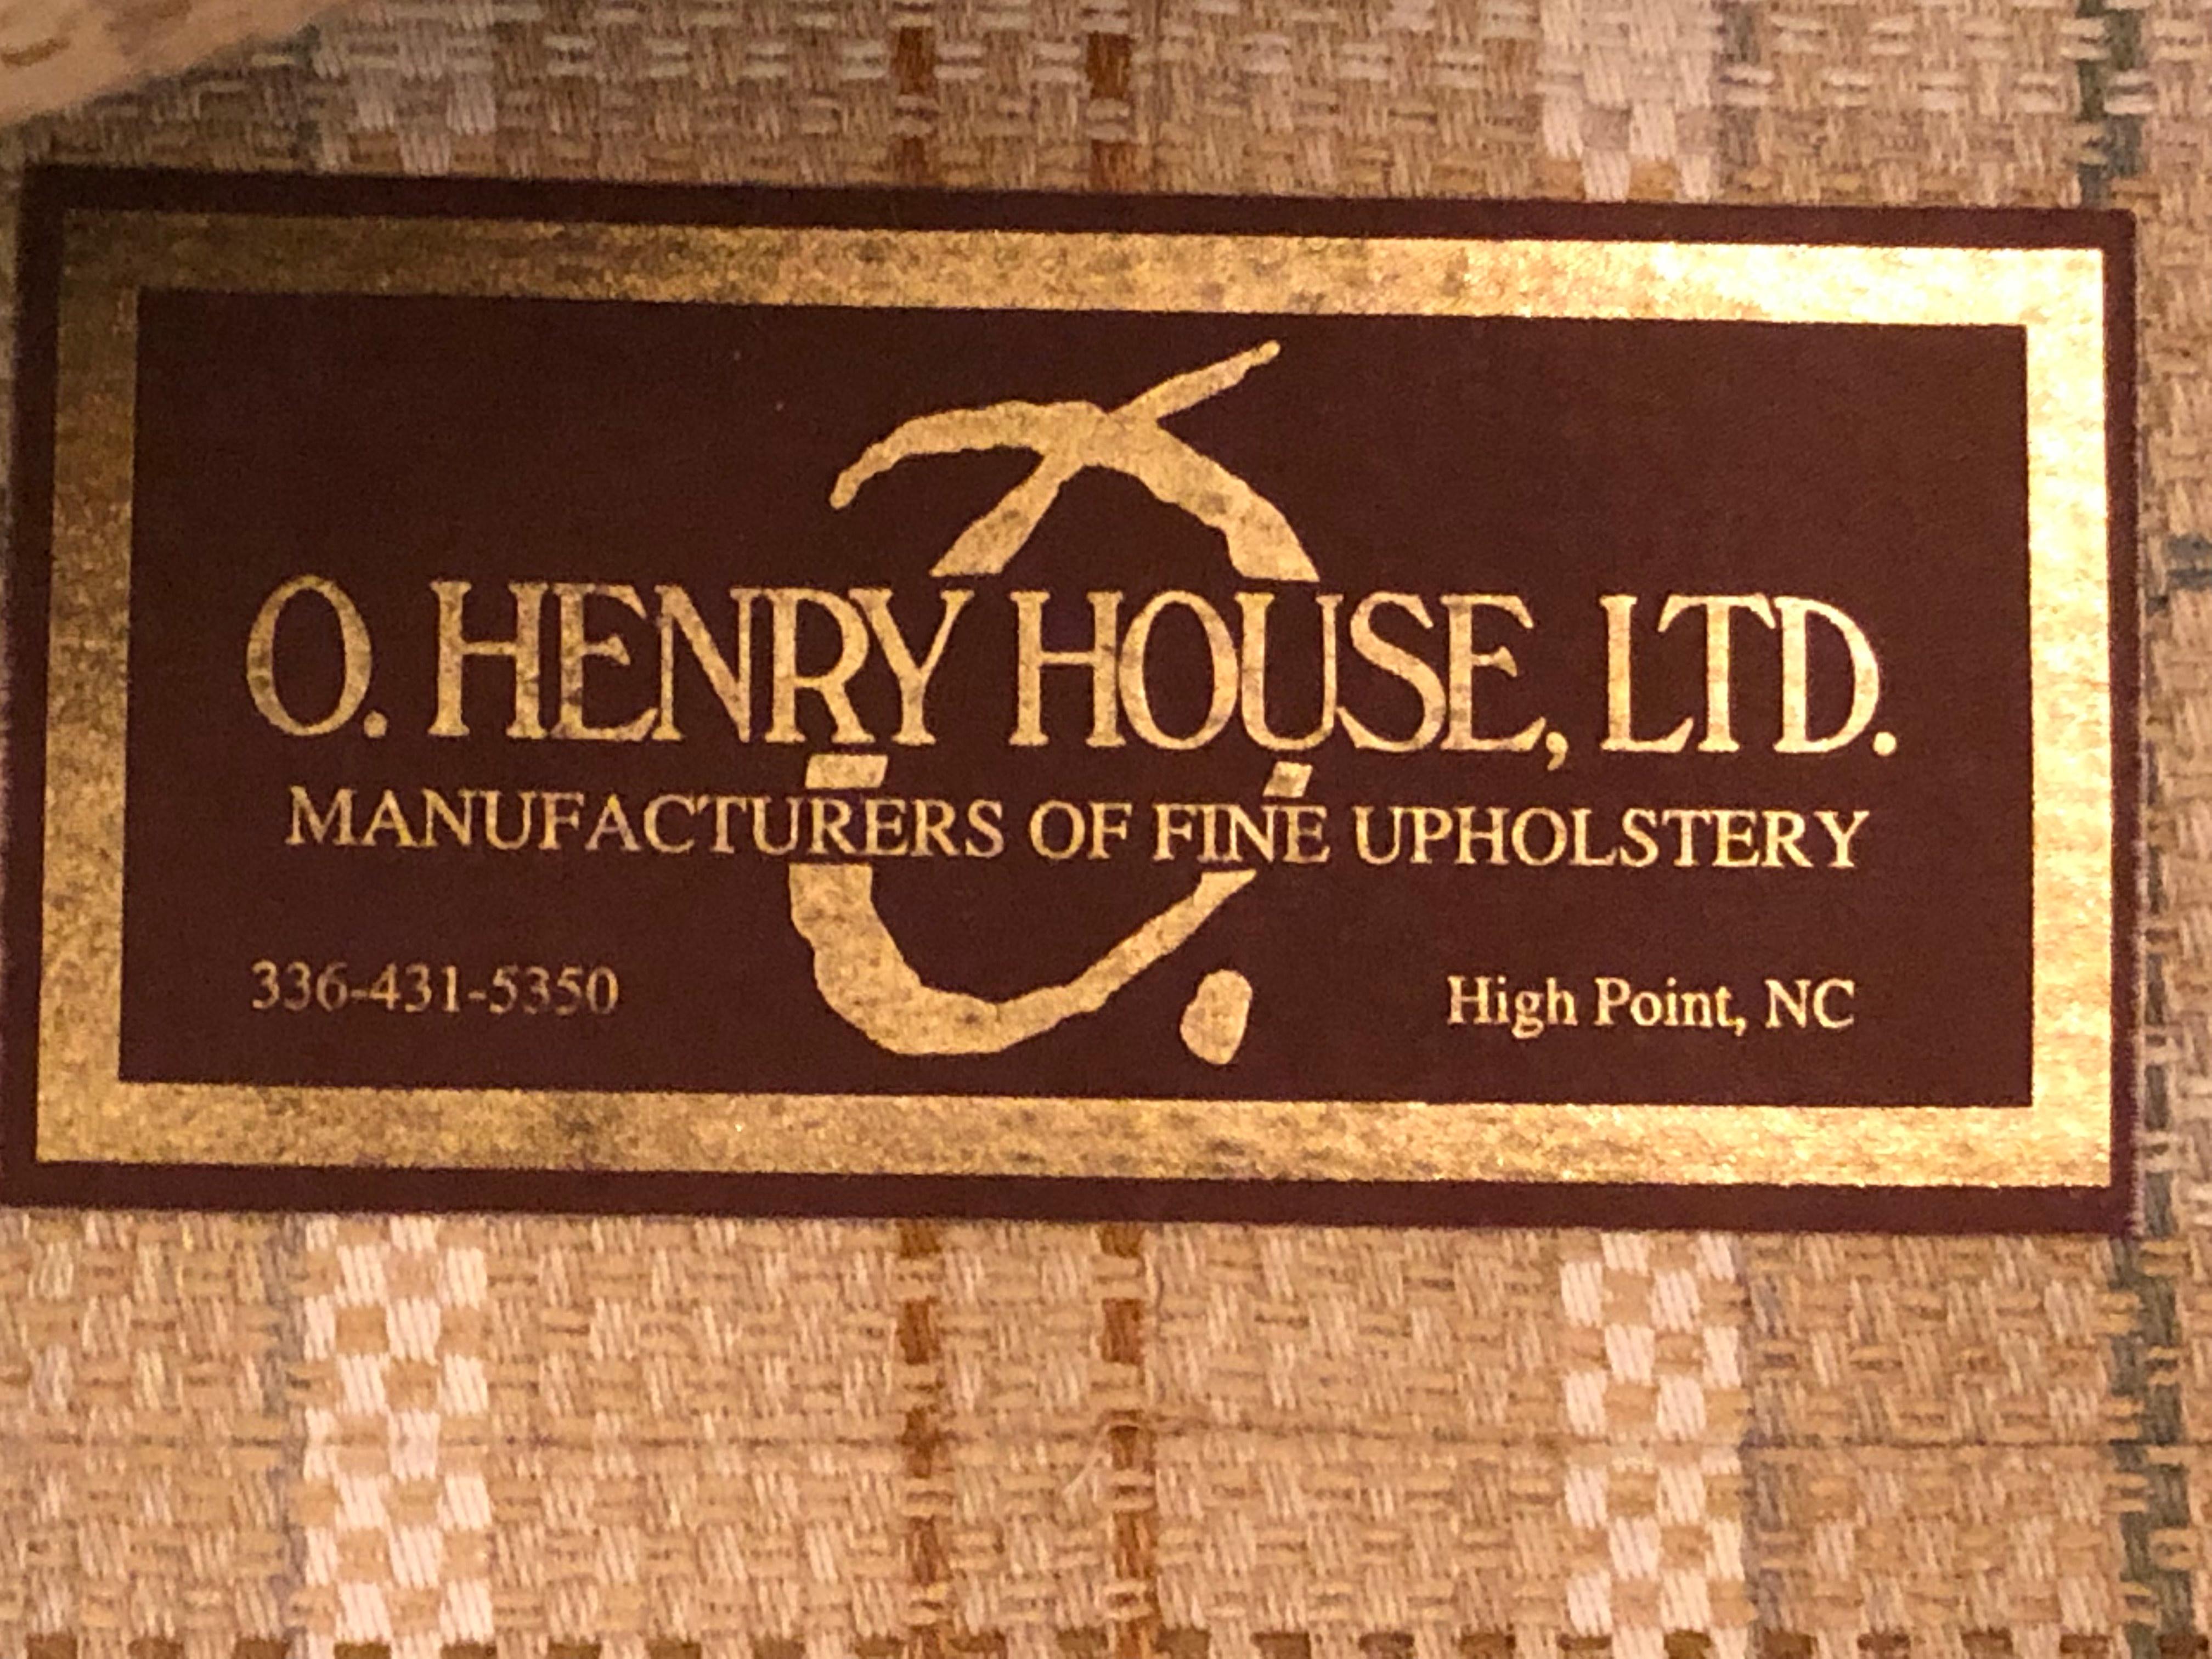 O. HENRY HOUSE, LTD.
MANUFACTURERS OF FINE UPHOLSTERY
336-431-5350
High Point, NC